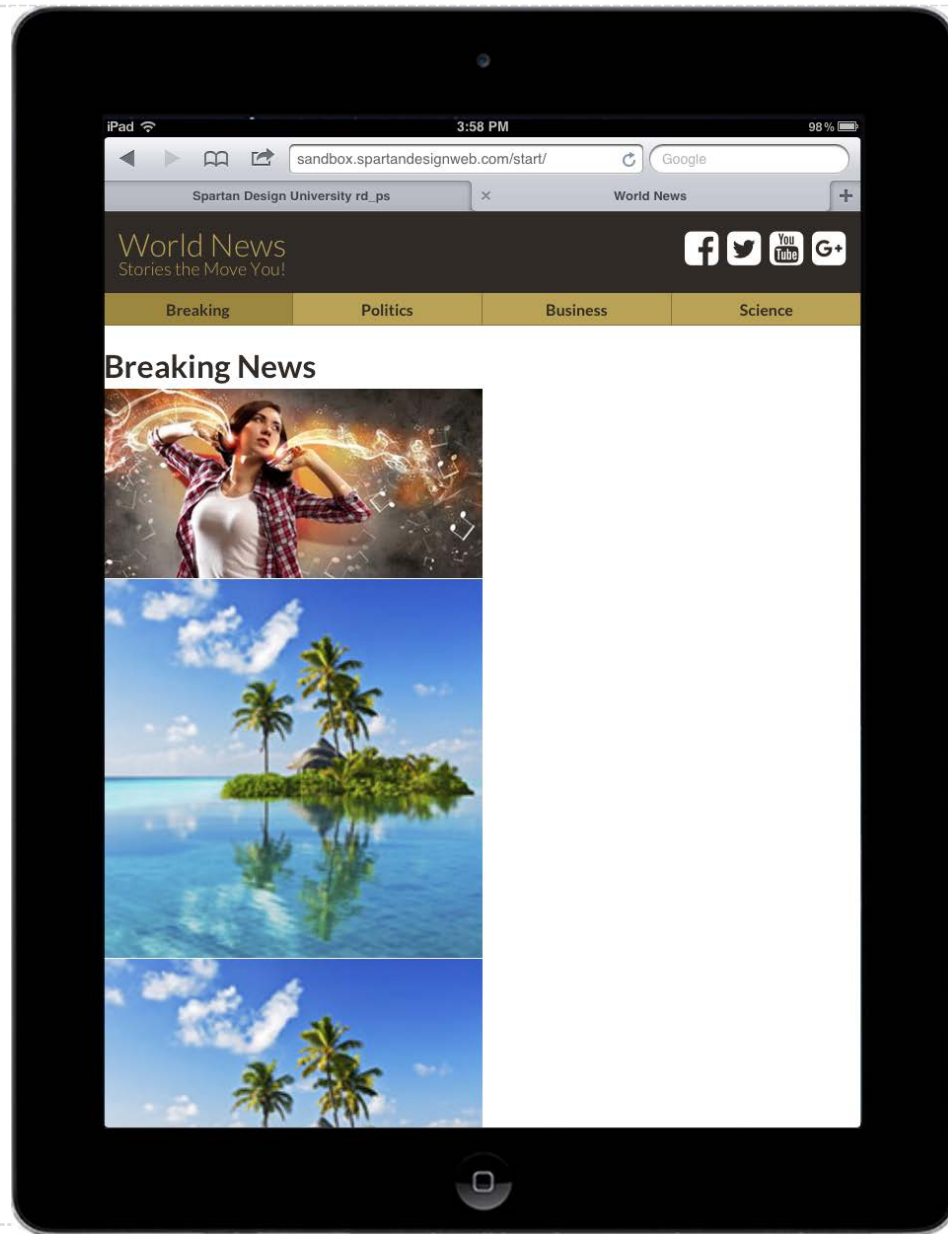 iPad 3:58 PM 98%
sandbox.spartandesignweb.com/start/ Google
Spartan Design University rd_ps × World News +
World News
Stories the Move You!
f You Tube G+
Breaking Politics Business Science
Breaking News